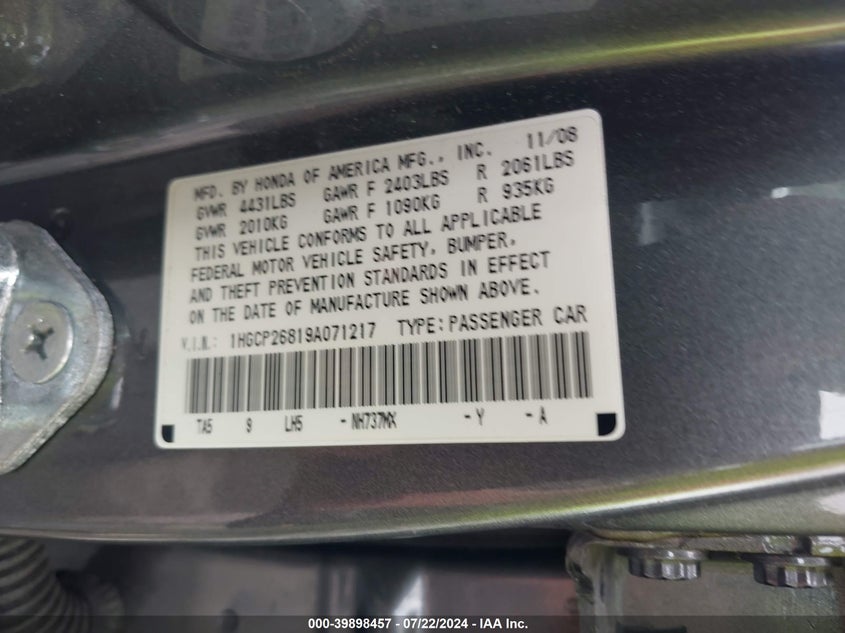 MFD. BY HONDA OF AMERICA MFG., INC. 11/08
GVWR 4431LBS GAWR F 2403LBS R 2061LBS
GVWR 2010KG GAWR F 1090KG R 935KG
THIS VEHICLE CONFORMS TO ALL APPLICABLE
FEDERAL MOTOR VEHICLE SAFETY, BUMPER,
AND THEFT PREVENTION STANDARDS IN EFFECT
ON THE DATE OF MANUFACTURE SHOWN ABOVE.
V.I.N.: 1HGCP26819A071217 TYPE: PASSENGER CAR
TA5 9 LH5 - NH737MX - Y - A
000-39898457 - 07/22/2024 - IAA Inc.